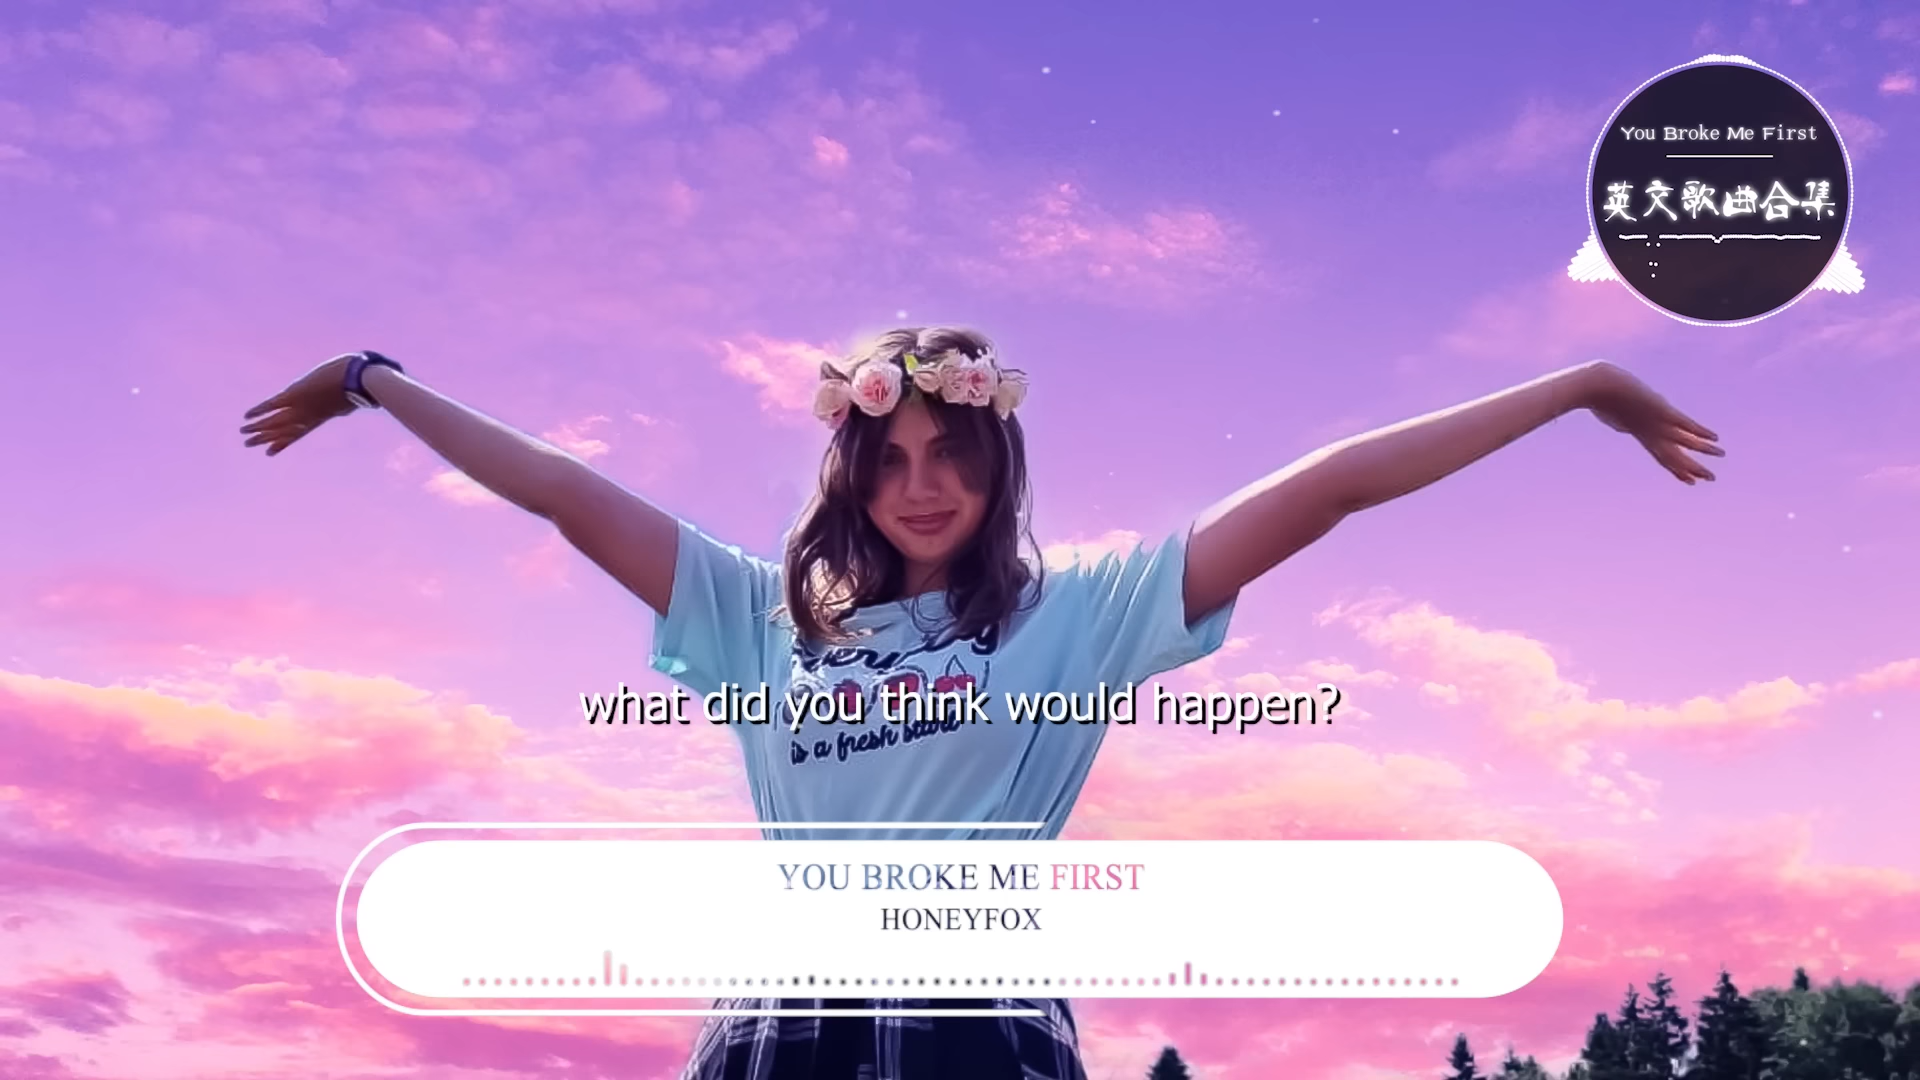 You Broke Me First
英文歌曲合集
what did you think would happen?
is a fresh start
YOU BROKE ME FIRST
HONEYFOX